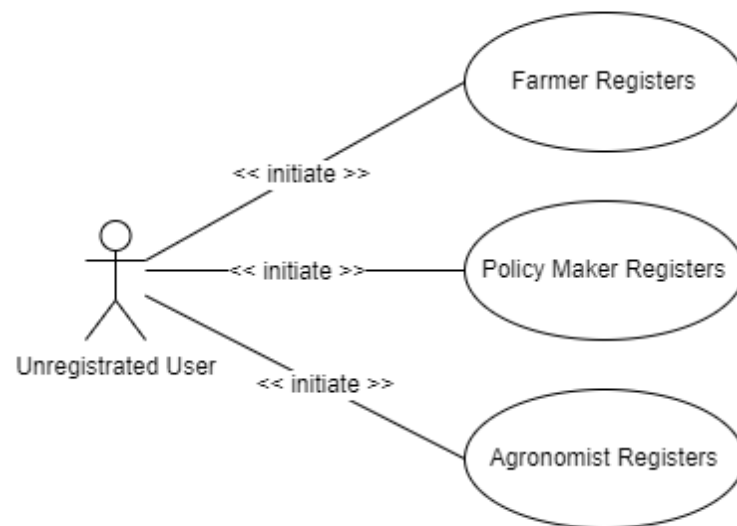 Farmer Registers
<< initiate >>
<< initiate >>
Policy Maker Registers
Unregistrated User
<< initiate >>
Agronomist Registers